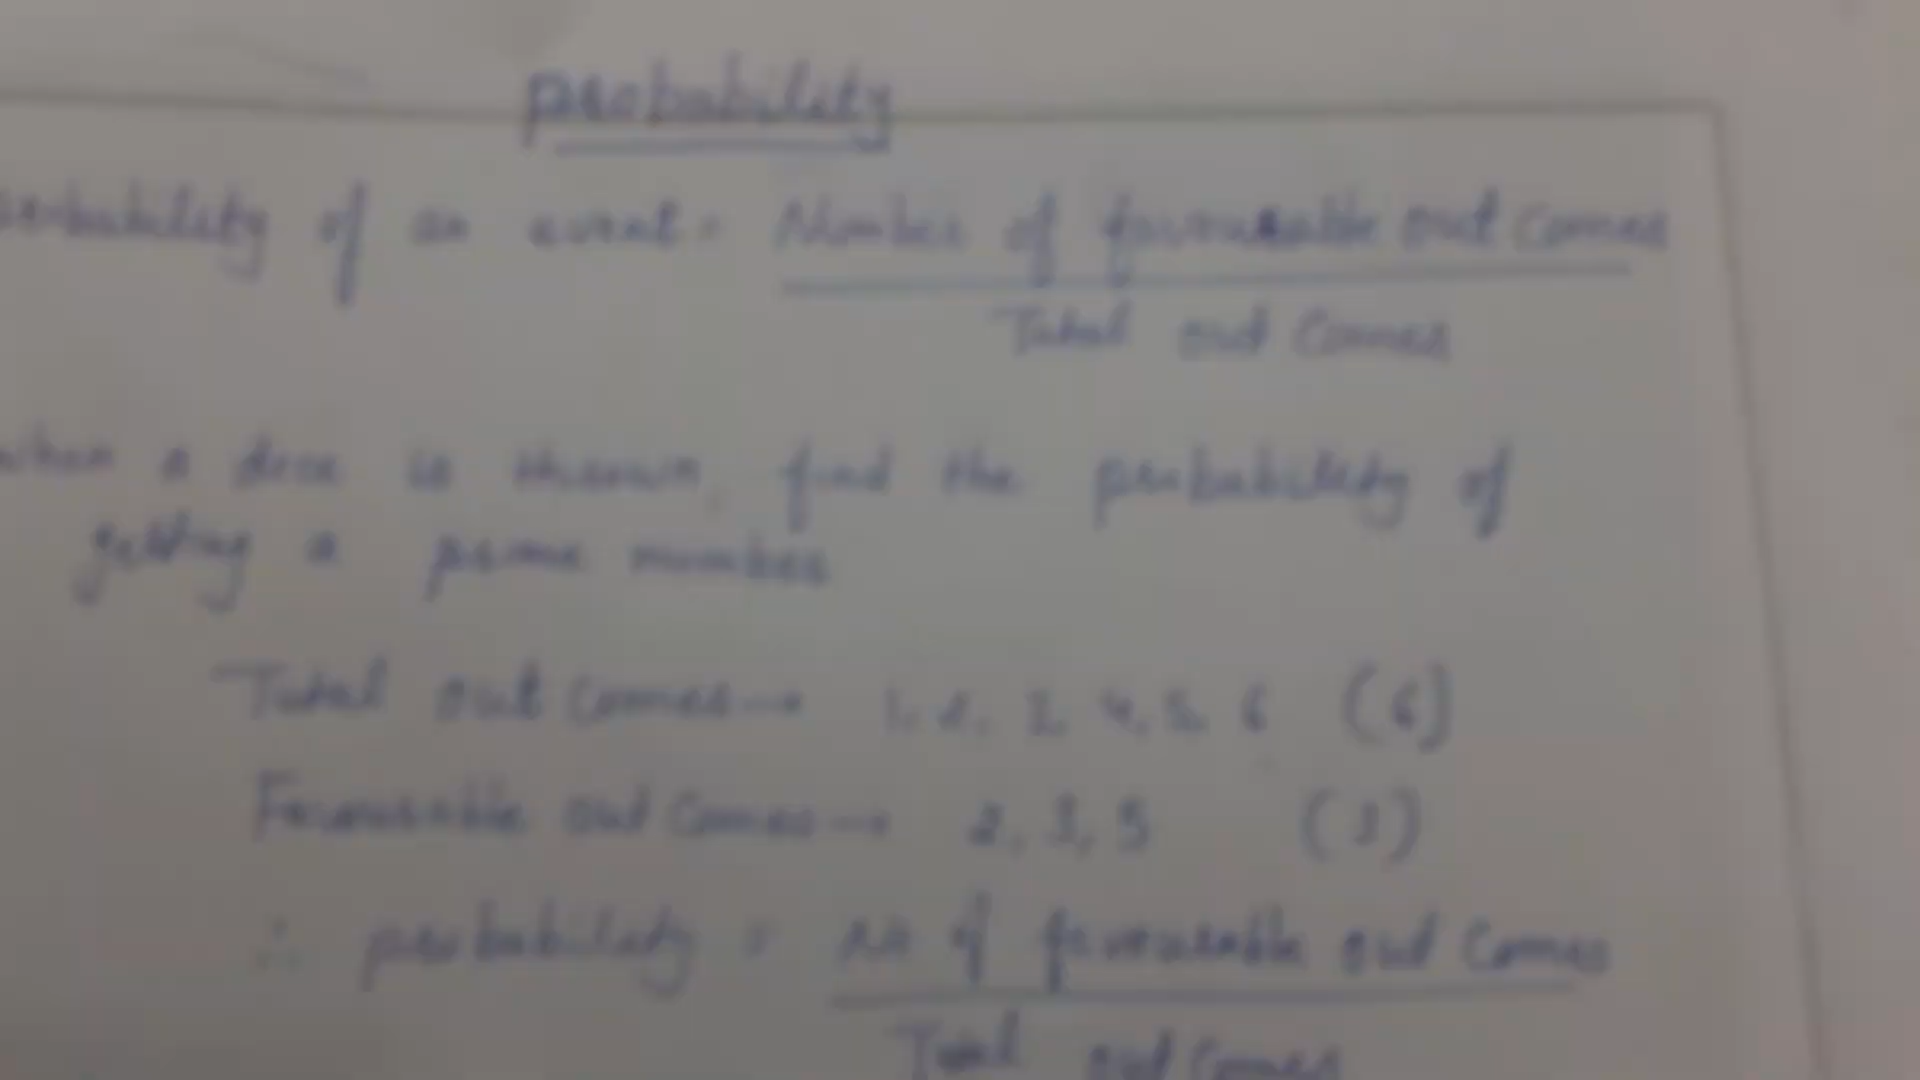 probability
probability of an event = Number of favourable out comes
Total out comes
when a dice is thrown, find the probability of
getting a prime number
Total out comes → 1, 2, 3, 4, 5, 6 (6)
Favourable out comes → 2, 3, 5 (3)
∴ probability = No of favourable out comes
Total out comes